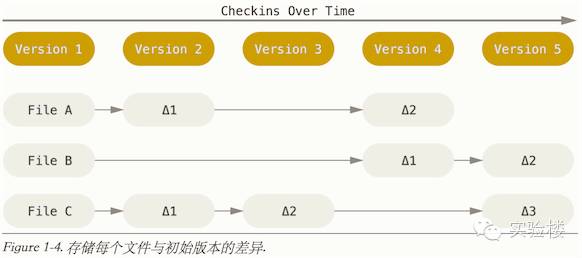 Checkins Over Time
Version 1 Version 2 Version 3 Version 4 Version 5
File A Δ1 Δ2
File B Δ1 Δ2
File C Δ1 Δ2 Δ3
实验楼
Figure 1-4. 存储每个文件与初始版本的差异.